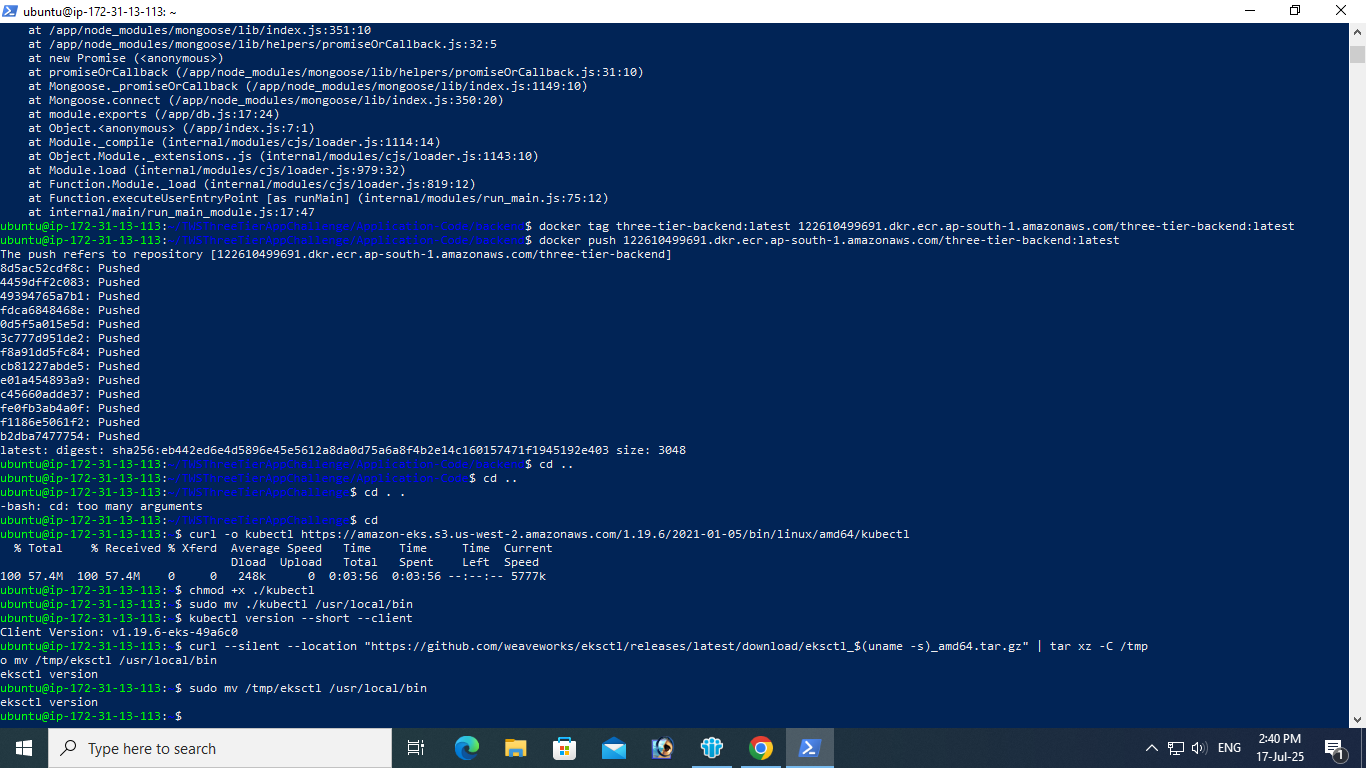 ubuntu@ip-172-31-13-113: ~
at /app/node_modules/mongoose/lib/index.js:351:10
at /app/node_modules/mongoose/lib/helpers/promiseOrCallback.js:32:5
at new Promise (<anonymous>)
at promiseOrCallback (/app/node_modules/mongoose/lib/helpers/promiseOrCallback.js:31:10)
at Mongoose._promiseOrCallback (/app/node_modules/mongoose/lib/index.js:1149:10)
at Mongoose.connect (/app/node_modules/mongoose/lib/index.js:350:20)
at module.exports (/app/db.js:17:24)
at Object.<anonymous> (/app/index.js:7:1)
at Module._compile (internal/modules/cjs/loader.js:1114:14)
at Object.Module._extensions..js (internal/modules/cjs/loader.js:1143:10)
at Module.load (internal/modules/cjs/loader.js:979:32)
at Function.Module._load (internal/modules/cjs/loader.js:819:12)
at Function.executeUserEntryPoint [as runMain] (internal/modules/run_main.js:75:12)
at internal/main/run_main_module.js:17:47
ubuntu@ip-172-31-13-113:~/TWSThreeTierAppChallenge/Application-Code/backend$ docker tag three-tier-backend:latest 122610499691.dkr.ecr.ap-south-1.amazonaws.com/three-tier-backend:latest
ubuntu@ip-172-31-13-113:~/TWSThreeTierAppChallenge/Application-Code/backend$ docker push 122610499691.dkr.ecr.ap-south-1.amazonaws.com/three-tier-backend:latest
The push refers to repository [122610499691.dkr.ecr.ap-south-1.amazonaws.com/three-tier-backend]
8d5ac52cdf8c: Pushed
4459dff2c083: Pushed
49394765a7b1: Pushed
fdca6848468e: Pushed
0d5f5a015e5d: Pushed
3c777d951de2: Pushed
f8a91dd5fc84: Pushed
cb81227abde5: Pushed
e01a454893a9: Pushed
c45660adde37: Pushed
fe0fb3ab4a0f: Pushed
f1186e5061f2: Pushed
b2dba7477754: Pushed
latest: digest: sha256:eb442ed6e4d5896e45e5612a8da0d75a6a8f4b2e14c160157471f1945192e403 size: 3048
ubuntu@ip-172-31-13-113:~/TWSThreeTierAppChallenge/Application-Code/backend$ cd ..
ubuntu@ip-172-31-13-113:~/TWSThreeTierAppChallenge/Application-Code$ cd ..
ubuntu@ip-172-31-13-113:~/TWSThreeTierAppChallenge$ cd . .
-bash: cd: too many arguments
ubuntu@ip-172-31-13-113:~/TWSThreeTierAppChallenge$ cd
ubuntu@ip-172-31-13-113: $ curl -o kubectl https://amazon-eks.s3.us-west-2.amazonaws.com/1.19.6/2021-01-05/bin/linux/amd64/kubectl
% Total % Received % Xferd Average Speed Time Time Time Current
Dload Upload Total Spent Left Speed
100 57.4M 100 57.4M 0 0 248k 0 0:03:56 0:03:56 --:--:-- 5777k
ubuntu@ip-172-31-13-113: $ chmod +x ./kubectl
ubuntu@ip-172-31-13-113: $ sudo mv ./kubectl /usr/local/bin
ubuntu@ip-172-31-13-113: $ kubectl version --short --client
Client Version: v1.19.6-eks-49a6c0
ubuntu@ip-172-31-13-113: $ curl --silent --location "https://github.com/weaveworks/eksctl/releases/latest/download/eksctl_$(uname -s)_amd64.tar.gz" | tar xz -C /tmp
o mv /tmp/eksctl /usr/local/bin
eksctl version
ubuntu@ip-172-31-13-113: $ sudo mv /tmp/eksctl /usr/local/bin
eksctl version
ubuntu@ip-172-31-13-113: $
Type here to search
ENG
2:40 PM
17-Jul-25
1